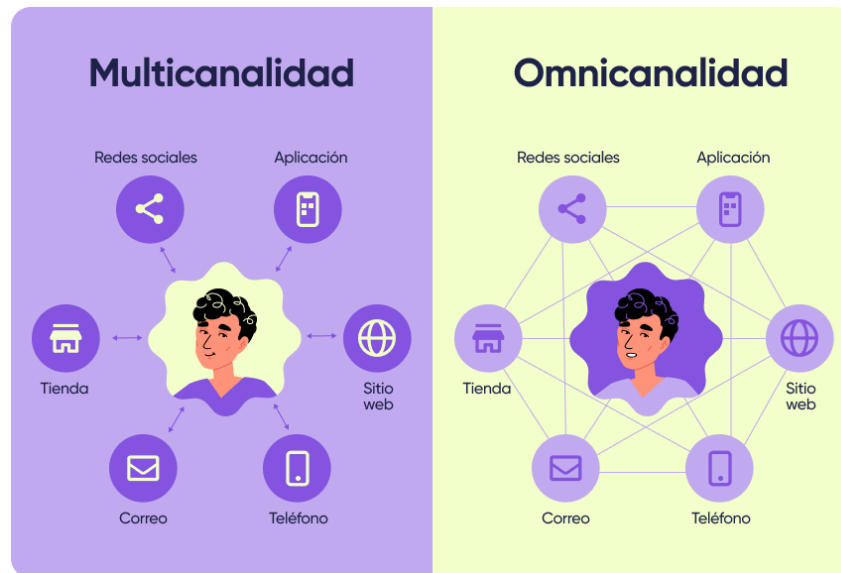 Multicanalidad
Redes sociales
Aplicación
Tienda
Sitio
web
Correo
Teléfono
Omnicanalidad
Redes sociales
Aplicación
Tienda
Sitio
web
Correo
Teléfono